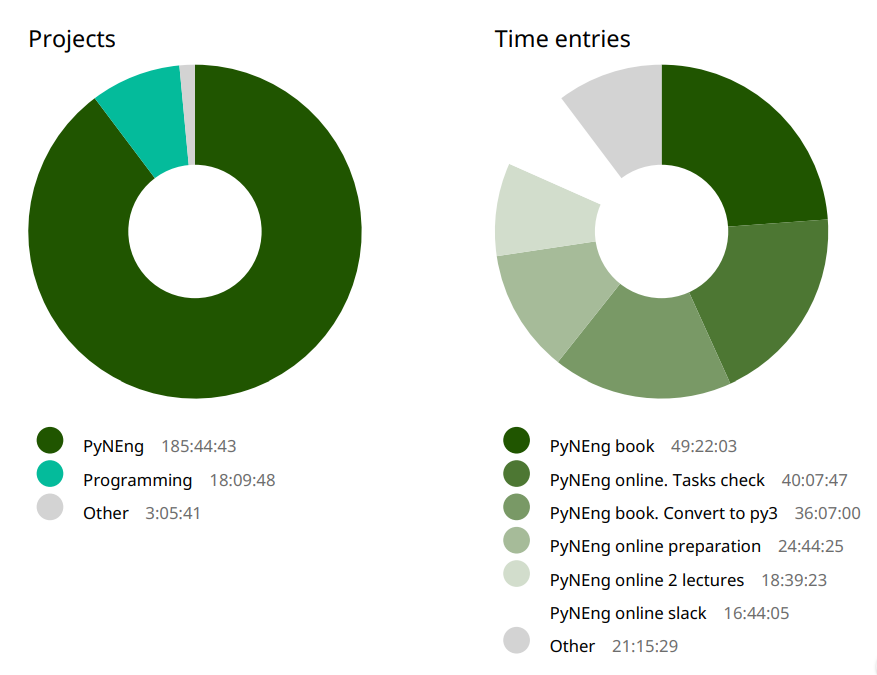 Projects
PyNEng 185:44:43
Programming 18:09:48
Other 3:05:41
Time entries
PyNEng book 49:22:03
PyNEng online. Tasks check 40:07:47
PyNEng book. Convert to py3 36:07:00
PyNEng online preparation 24:44:25
PyNEng online 2 lectures 18:39:23
PyNEng online slack 16:44:05
Other 21:15:29